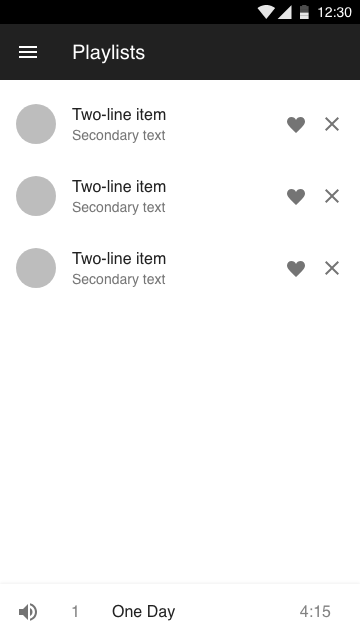 12:30
Playlists
Two-line item
Secondary text
Two-line item
Secondary text
Two-line item
Secondary text
1 One Day 4:15